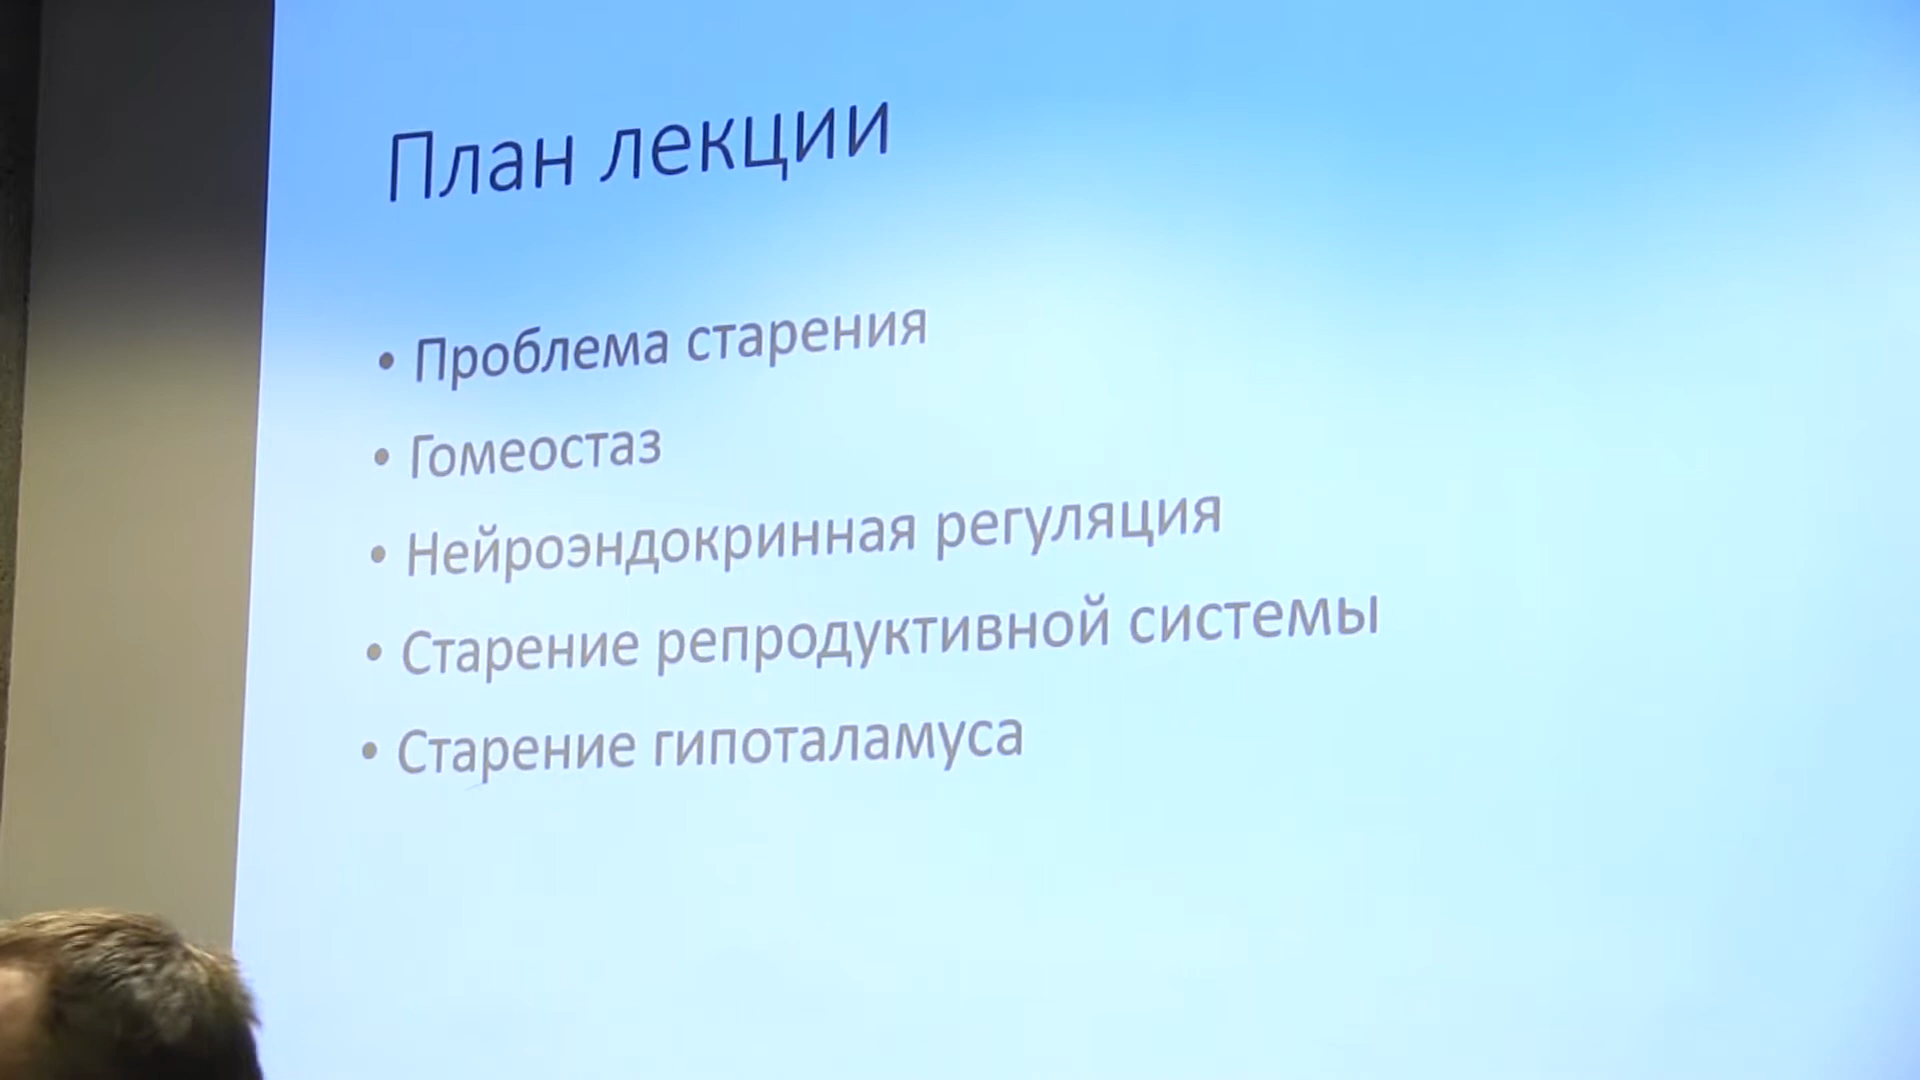 План лекции
• Проблема старения
• Гомеостаз
• Нейроэндокринная регуляция
• Старение репродуктивной системы
• Старение гипоталамуса